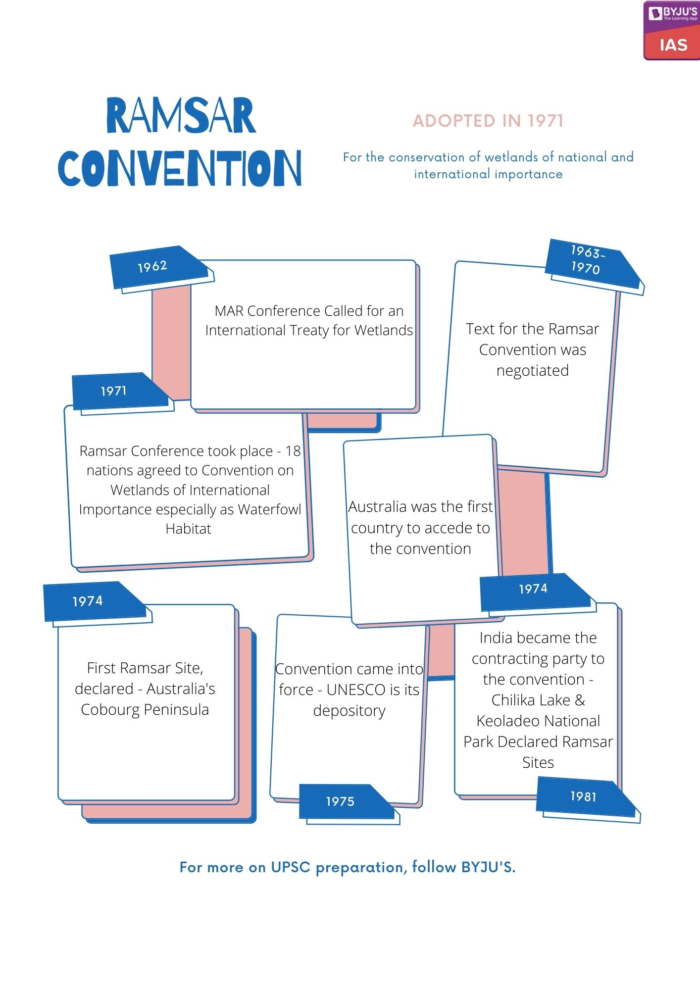 BYJU'S
The Learning App
IAS
RAMSAR
CONVENTION
ADOPTED IN 1971
For the conservation of wetlands of national and
international importance
1962
MAR Conference Called for an
International Treaty for Wetlands
1963-
1970
Text for the Ramsar
Convention was
negotiated
1971
Ramsar Conference took place - 18
nations agreed to Convention on
Wetlands of International
Importance especially as Waterfowl
Habitat
Australia was the first
country to accede to
the convention
1974
1974
First Ramsar Site,
declared - Australia's
Cobourg Peninsula
Convention came into
force - UNESCO is its
depository
1975
India became the
contracting party to
the convention -
Chilika Lake &
Keoladeo National
Park Declared Ramsar
Sites
1981
For more on UPSC preparation, follow BYJU'S.